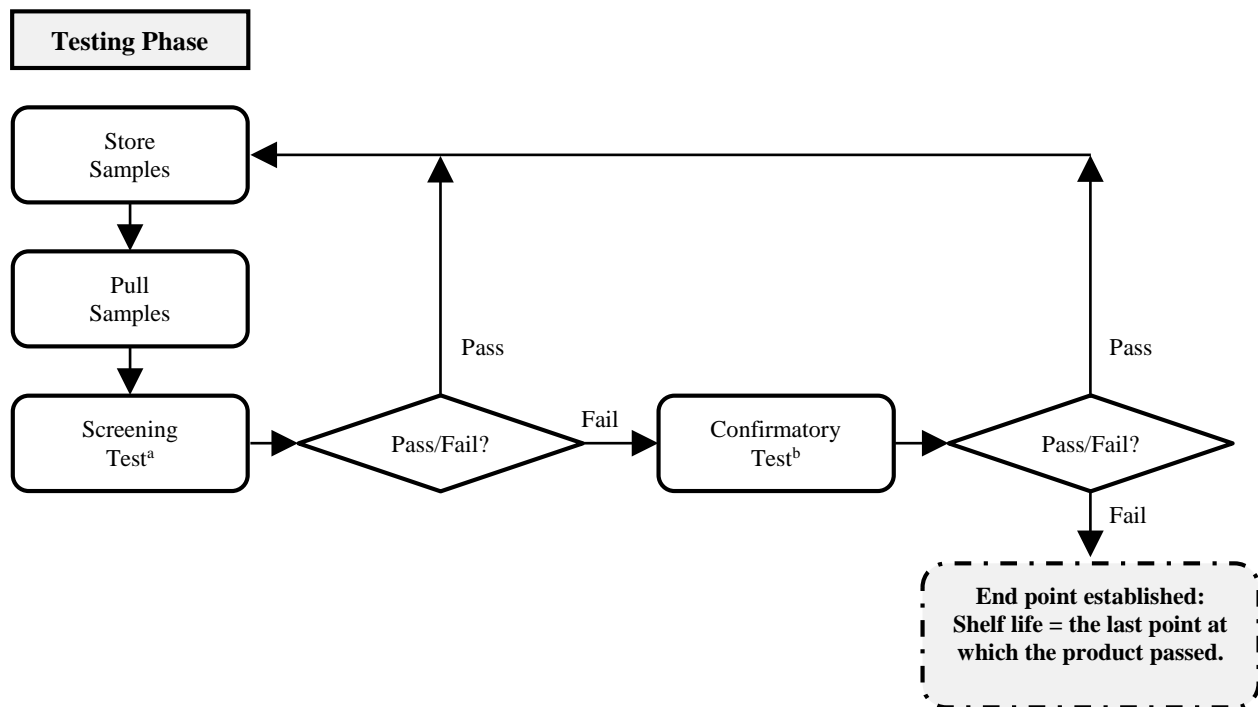 Testing Phase
Store
Samples
Pull
Samples
Pass
Pass
Screening
Testᵃ
Pass/Fail?
Fail
Confirmatory
Testᵇ
Pass/Fail?
Fail
End point established:
Shelf life = the last point at
which the product passed.